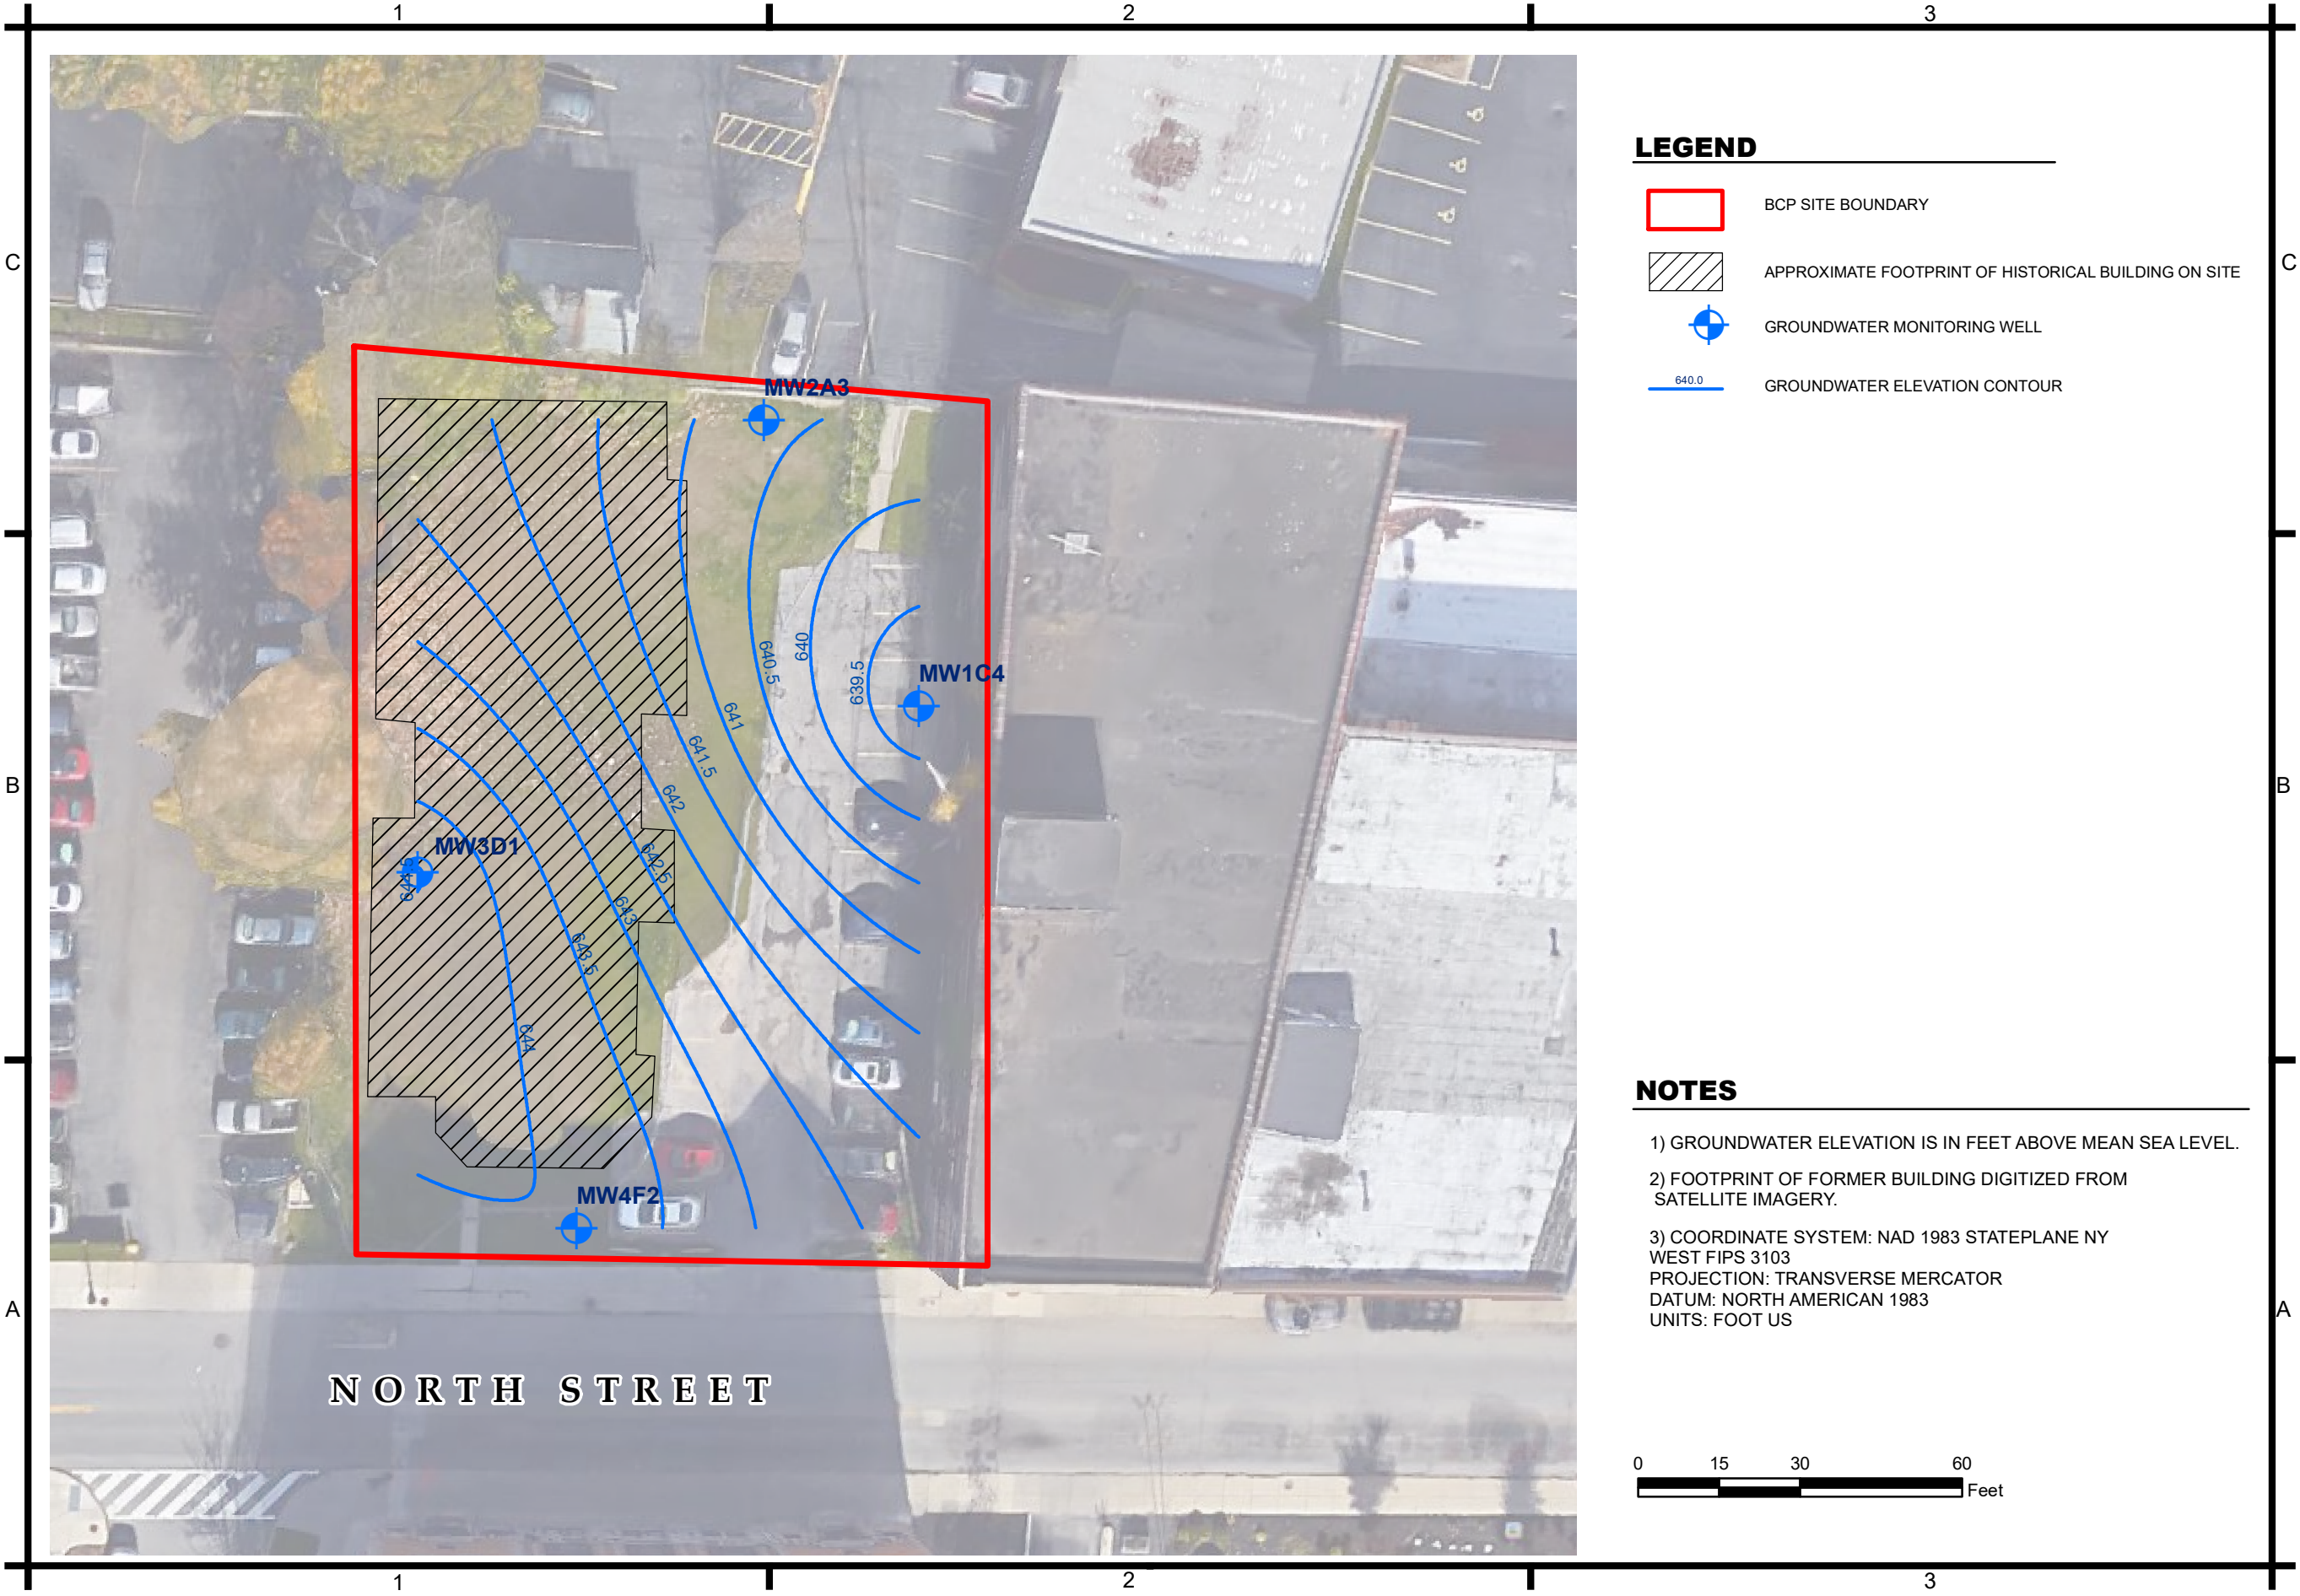 1
2
3
C
C
LEGEND
BCP SITE BOUNDARY
APPROXIMATE FOOTPRINT OF HISTORICAL BUILDING ON SITE
GROUNDWATER MONITORING WELL
640.0
GROUNDWATER ELEVATION CONTOUR
MW2A3
640
640.5
639.5
MW1C4
641
641.5
642
B
B
MW3D1
642.5
644.5
643
643.5
644
MW4F2
NOTES
1) GROUNDWATER ELEVATION IS IN FEET ABOVE MEAN SEA LEVEL.
2) FOOTPRINT OF FORMER BUILDING DIGITIZED FROM
SATELLITE IMAGERY.
3) COORDINATE SYSTEM: NAD 1983 STATEPLANE NY
WEST FIPS 3103
PROJECTION: TRANSVERSE MERCATOR
DATUM: NORTH AMERICAN 1983
UNITS: FOOT US
A
A
NORTH STREET
0 15 30 60
Feet
1
2
3